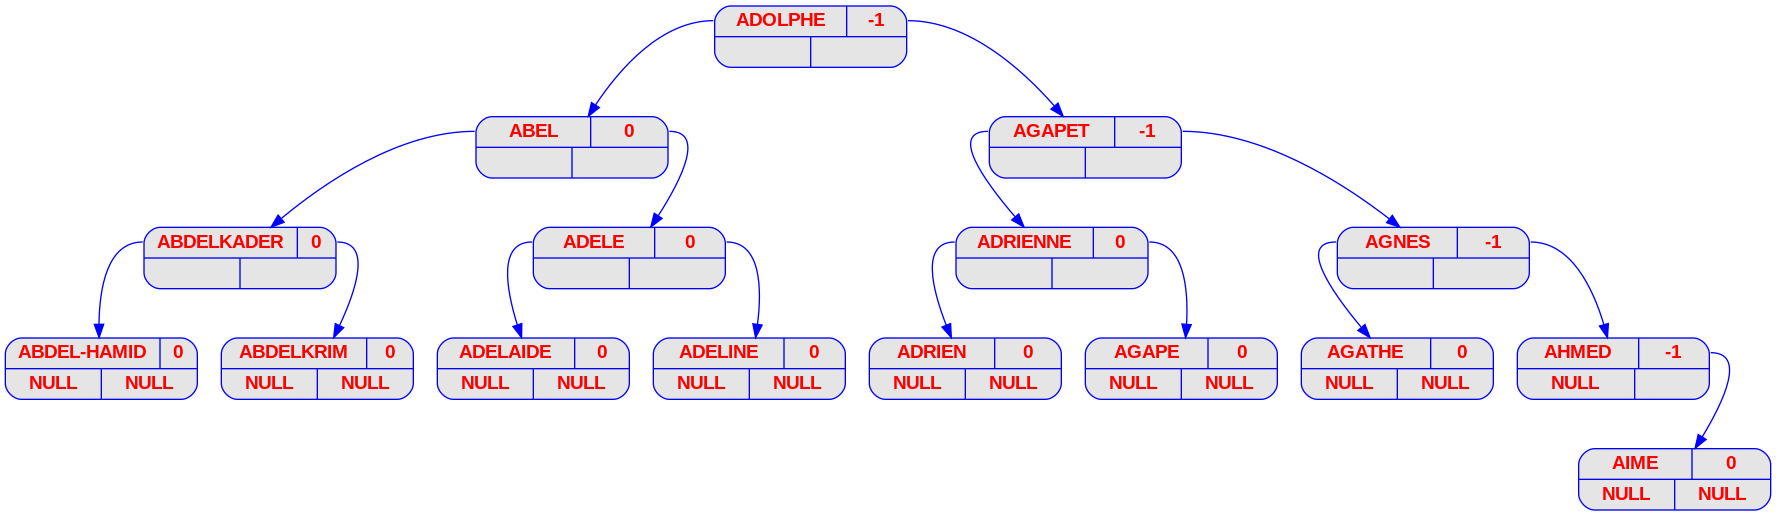 ADOLPHE -1
ABEL 0
AGAPET -1
ABDELKADER 0
ADELE 0
ADRIENNE 0
AGNES -1
ABDEL-HAMID 0
NULL NULL
ABDELKRIM 0
NULL NULL
ADELAIDE 0
NULL NULL
ADELINE 0
NULL NULL
ADRIEN 0
NULL NULL
AGAPE 0
NULL NULL
AGATHE 0
NULL NULL
AHMED -1
NULL
AIME 0
NULL NULL